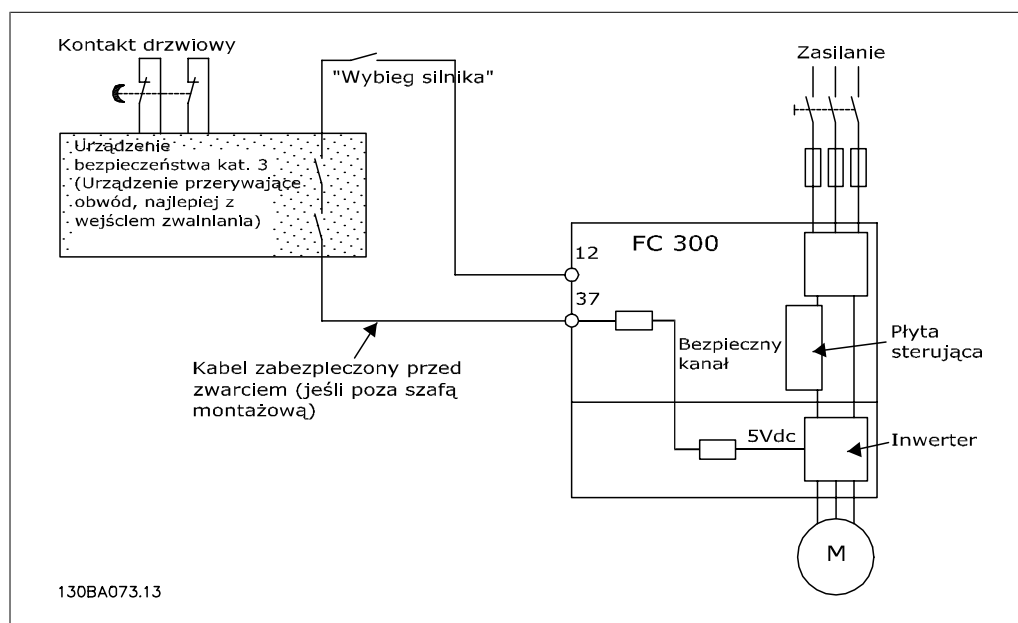 Kontakt drzwiowy
"Wybieg silnika"
Zasilanie
Urządzenie
bezpieczeństwa kat. 3
(Urządzenie przerywające
obwód, najlepiej z
wejściem zwalniania)
FC 300
12
37
Bezpieczny
kanał
Płyta
sterująca
Kabel zabezpieczony przed
zwarciem (jeśli poza szafą
montażową)
5Vdc
Inwerter
M
130BA073.13